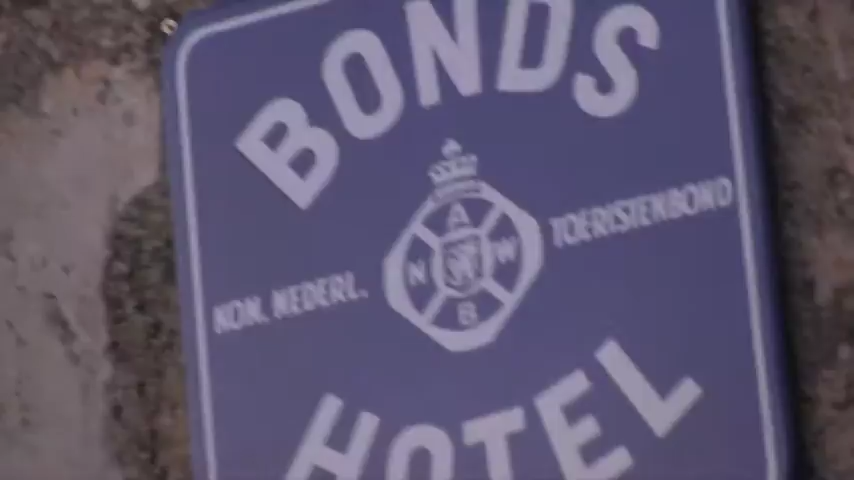 BONDS
A
N W
B
KON. NEDERL. TOERISTENBOND
HOTEL